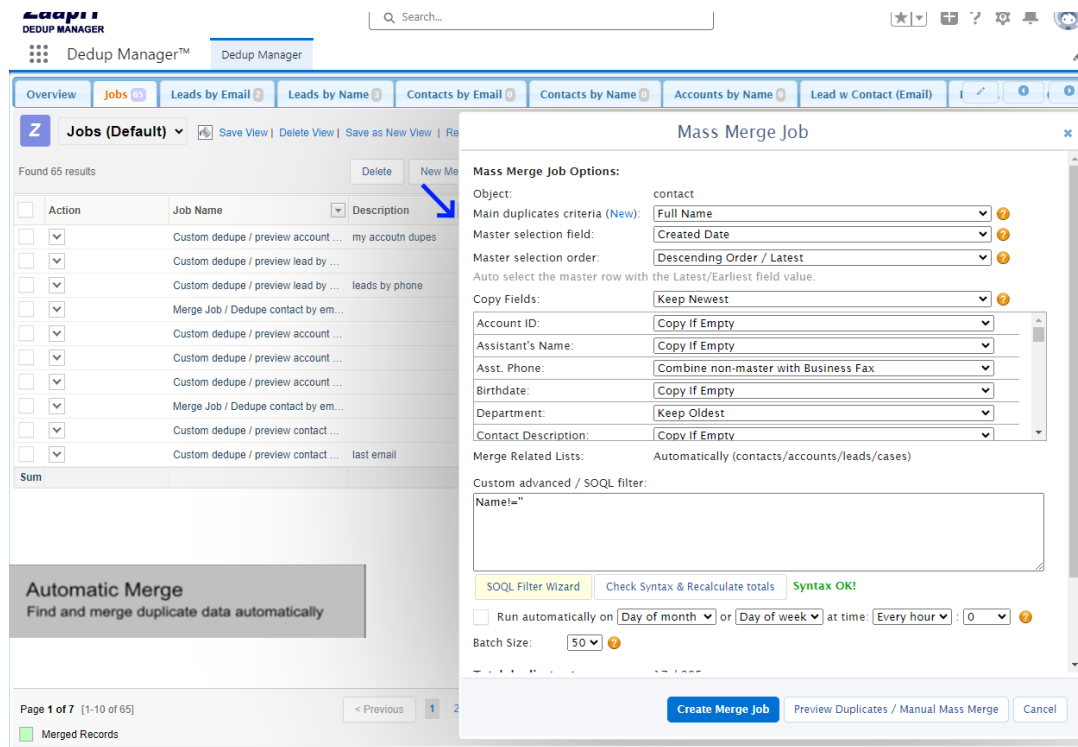 DEDUP MANAGER
Search...
Dedup Manager™
Dedup Manager
Overview
Jobs 65
Leads by Email 2
Leads by Name 3
Contacts by Email 0
Contacts by Name 0
Accounts by Name 0
Lead w Contact (Email)
Z
Jobs (Default)
Save View | Delete View | Save as New View | Re
Found 65 results
Delete
New Me
Action
Job Name
Description
Custom dedupe / preview account ...
my accoutn dupes
Custom dedupe / preview lead by ...
Custom dedupe / preview lead by ...
leads by phone
Merge Job / Dedupe contact by em...
Custom dedupe / preview account ...
Custom dedupe / preview account ...
Custom dedupe / preview account ...
Merge Job / Dedupe contact by em...
Custom dedupe / preview contact ...
Custom dedupe / preview contact ...
last email
Sum
Automatic Merge
Find and merge duplicate data automatically
Page 1 of 7 [1-10 of 65]
< Previous
1
2
Merged Records
Mass Merge Job
Mass Merge Job Options:
Object: contact
Main duplicates criteria (New): Full Name
Master selection field: Created Date
Master selection order: Descending Order / Latest
Auto select the master row with the Latest/Earliest field value.
Copy Fields: Keep Newest
Account ID: Copy If Empty
Assistant's Name: Copy If Empty
Asst. Phone: Combine non-master with Business Fax
Birthdate: Copy If Empty
Department: Keep Oldest
Contact Description: Copy If Empty
Merge Related Lists: Automatically (contacts/accounts/leads/cases)
Custom advanced / SOQL filter:
Name!=''
SOQL Filter Wizard
Check Syntax & Recalculate totals
Syntax OK!
Run automatically on Day of month or Day of week at time: Every hour : 0
Batch Size: 50
Create Merge Job
Preview Duplicates / Manual Mass Merge
Cancel